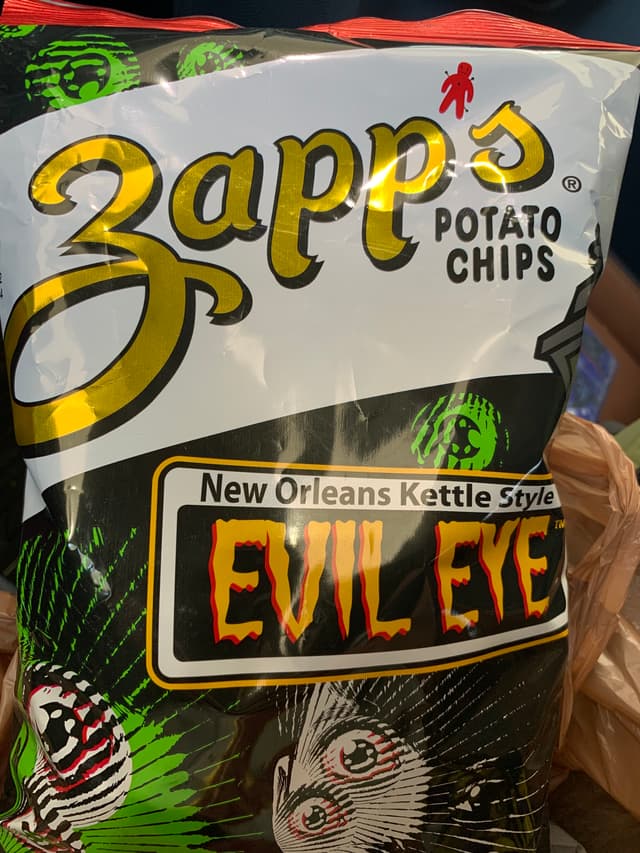 Zapp's®
POTATO
CHIPS
New Orleans Kettle Style
EVIL EYE™